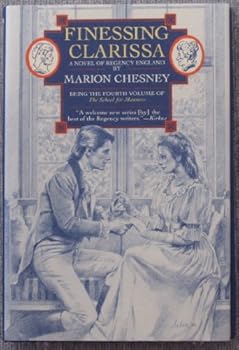 FINESSING
CLARISSA
A NOVEL OF REGENCY ENGLAND
BY
MARION CHESNEY
BEING THE FOURTH VOLUME OF
The School for Manners
"A welcome new series [by] the
best of the Regency writers."—Kirkus